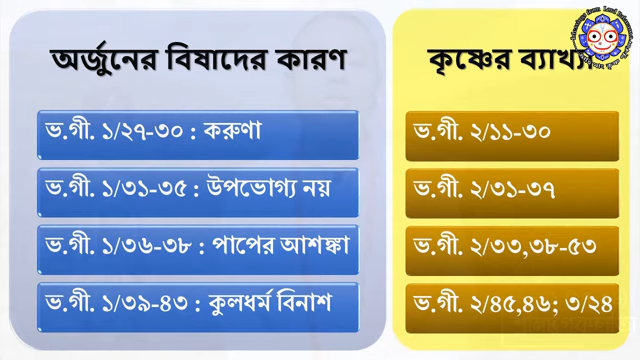 অর্জুনের বিষাদের কারণ
ভ.গী. ১/২৭-৩০ : করুণা
ভ.গী. ১/৩১-৩৫ : উপভোগ্য নয়
ভ.গী. ১/৩৬-৩৮ : পাপের আশঙ্কা
ভ.গী. ১/৩৯-৪৩ : কুলধর্ম বিনাশ
কৃষ্ণের ব্যাখ্যা
ভ.গী. ২/১১-৩০
ভ.গী. ২/৩১-৩৭
ভ.গী. ২/৩৩,৩৮-৫৩
ভ.গী. ২/৪৫,৪৬; ৩/২৪